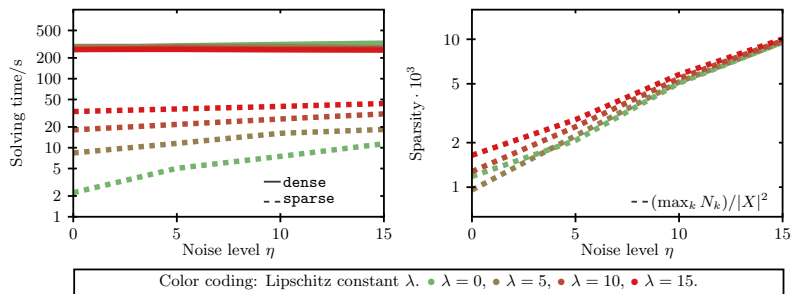 500
200
100
50
20
10
5
2
1
Solving time/s
dense
sparse
0 5 10 15
Noise level η
10
5
2
1
Sparsity · 10³
(maxₖ Nₖ)/|X|²
0 5 10 15
Noise level η
Color coding: Lipschitz constant λ. λ = 0, λ = 5, λ = 10, λ = 15.